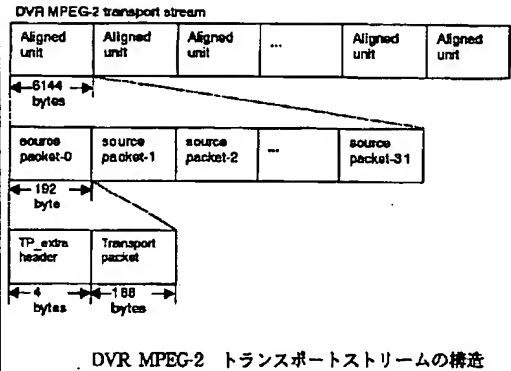 DVR MPEG-2 transport stream
Aligned unit
Aligned unit
Aligned unit
...
Aligned unit
Aligned unit
6144 bytes
source packet-0
source packet-1
source packet-2
...
source packet-31
192 byte
TP_extra header
Transport packet
4 bytes
188 bytes
DVR MPEG-2 トランスポートストリームの構造